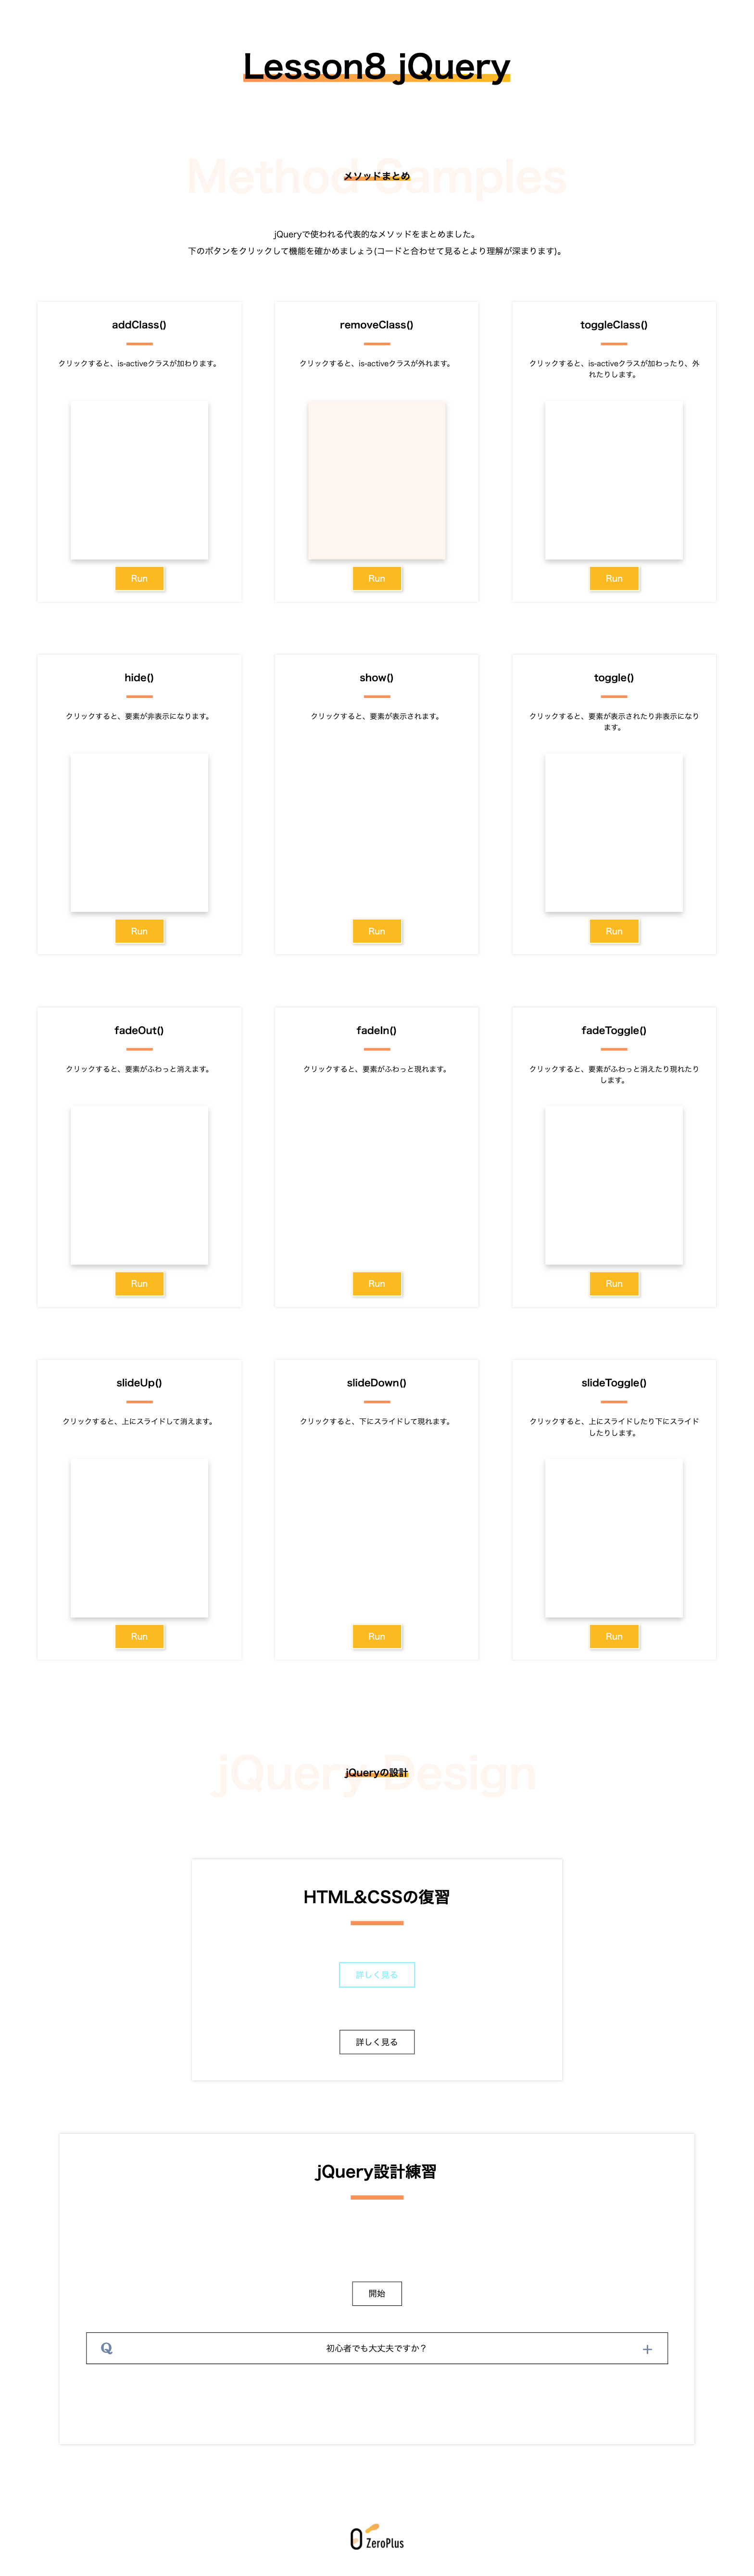 Lesson8 jQuery
Method Samples
メソッドまとめ
jQueryで使われる代表的なメソッドをまとめました。
下のボタンをクリックして機能を確かめましょう(コードと合わせて見るとより理解が深まります)。
addClass()
クリックすると、is-activeクラスが加わります。
Run
removeClass()
クリックすると、is-activeクラスが外れます。
Run
toggleClass()
クリックすると、is-activeクラスが加わったり、外
れたりします。
Run
hide()
クリックすると、要素が非表示になります。
Run
show()
クリックすると、要素が表示されます。
Run
toggle()
クリックすると、要素が表示されたり非表示になり
ます。
Run
fadeOut()
クリックすると、要素がふわっと消えます。
Run
fadeIn()
クリックすると、要素がふわっと現れます。
Run
fadeToggle()
クリックすると、要素がふわっと消えたり現れたり
します。
Run
slideUp()
クリックすると、上にスライドして消えます。
Run
slideDown()
クリックすると、下にスライドして現れます。
Run
slideToggle()
クリックすると、上にスライドしたり下にスライド
したりします。
Run
jQuery Design
jQueryの設計
HTML&CSSの復習
詳しく見る
詳しく見る
jQuery設計練習
開始
Q 初心者でも大丈夫ですか？ +
ZeroPlus